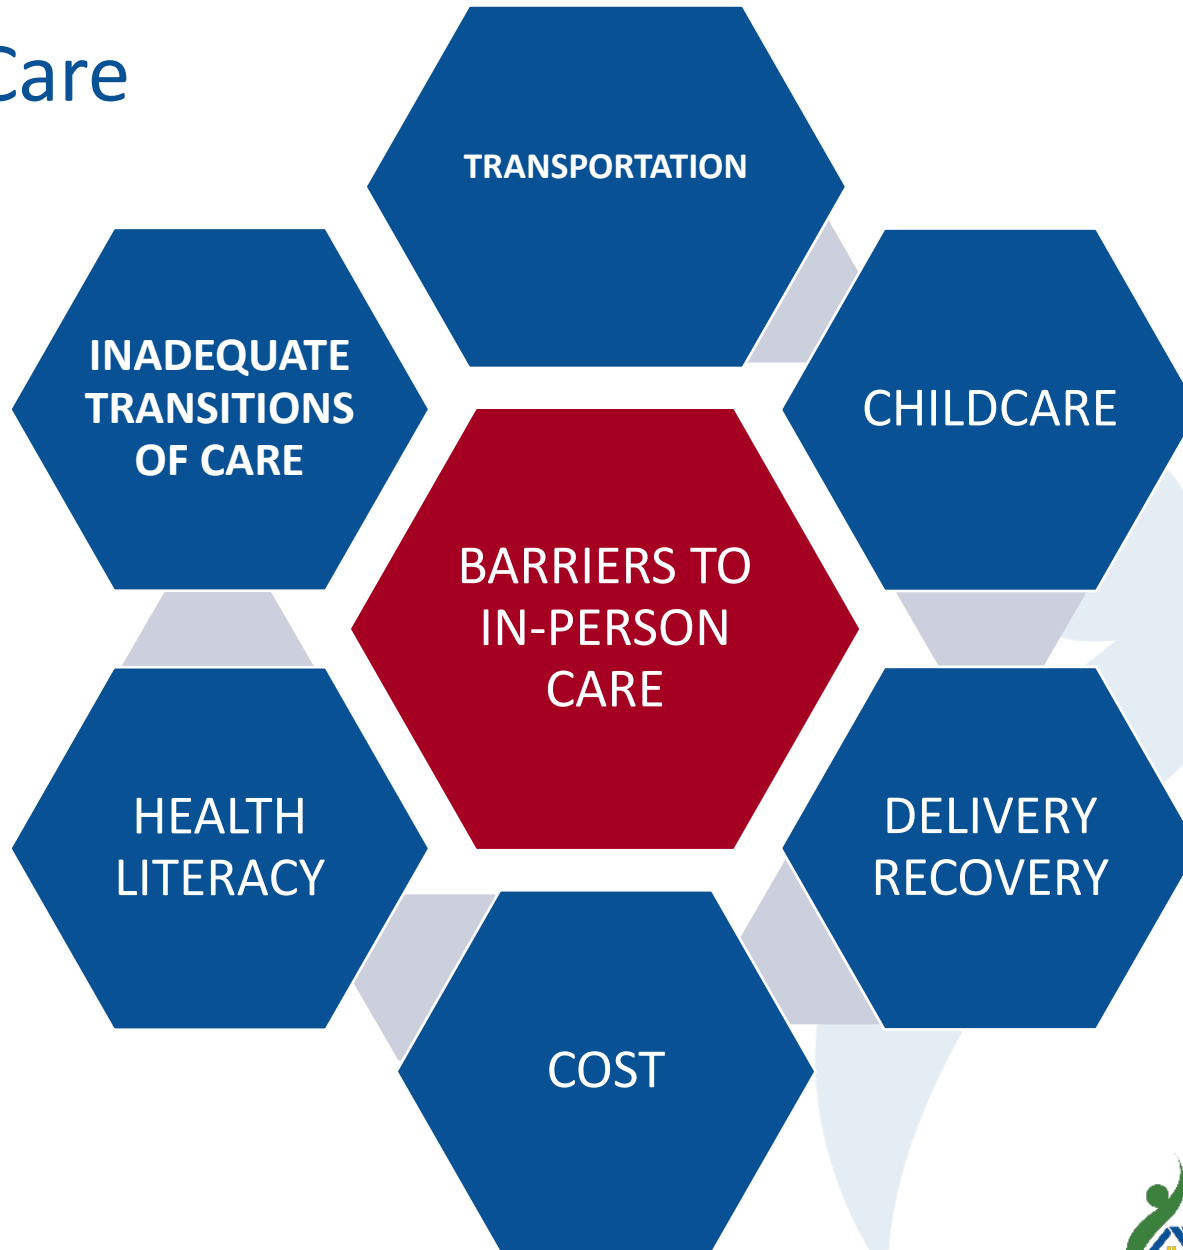 Care
TRANSPORTATION
INADEQUATE
TRANSITIONS
OF CARE
CHILDCARE
BARRIERS TO
IN-PERSON
CARE
HEALTH
LITERACY
DELIVERY
RECOVERY
COST